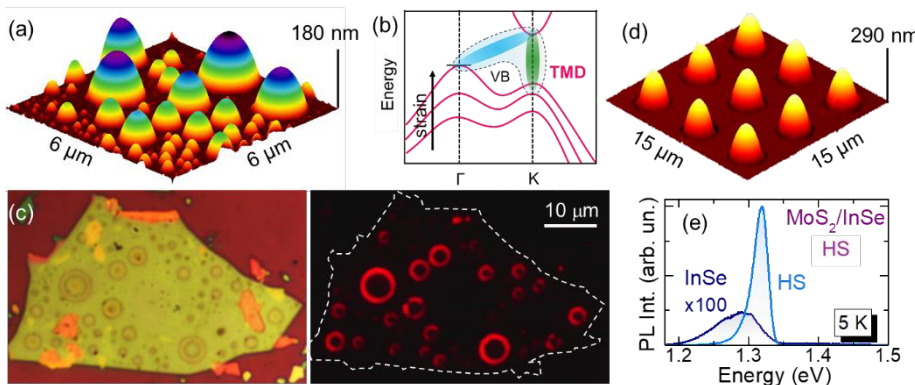 (a)
180 nm
6 µm
6 µm
(b)
Energy
strain
VB
TMD
Γ
K
(d)
290 nm
15 µm
15 µm
(c)
10 µm
(e)
PL Int. (arb. un.)
MoS₂/InSe
HS
InSe
x100
HS
5 K
1.2
1.3
1.4
1.5
Energy (eV)